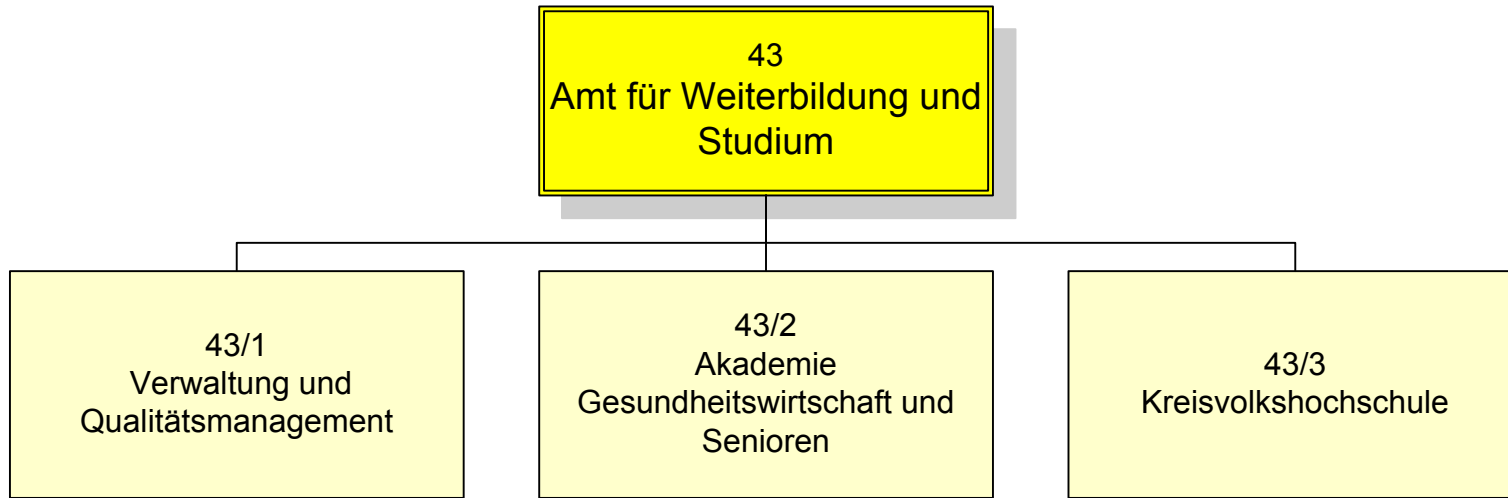 43
Amt für Weiterbildung und
Studium
43/1
Verwaltung und
Qualitätsmanagement
43/2
Akademie
Gesundheitswirtschaft und
Senioren
43/3
Kreisvolkshochschule